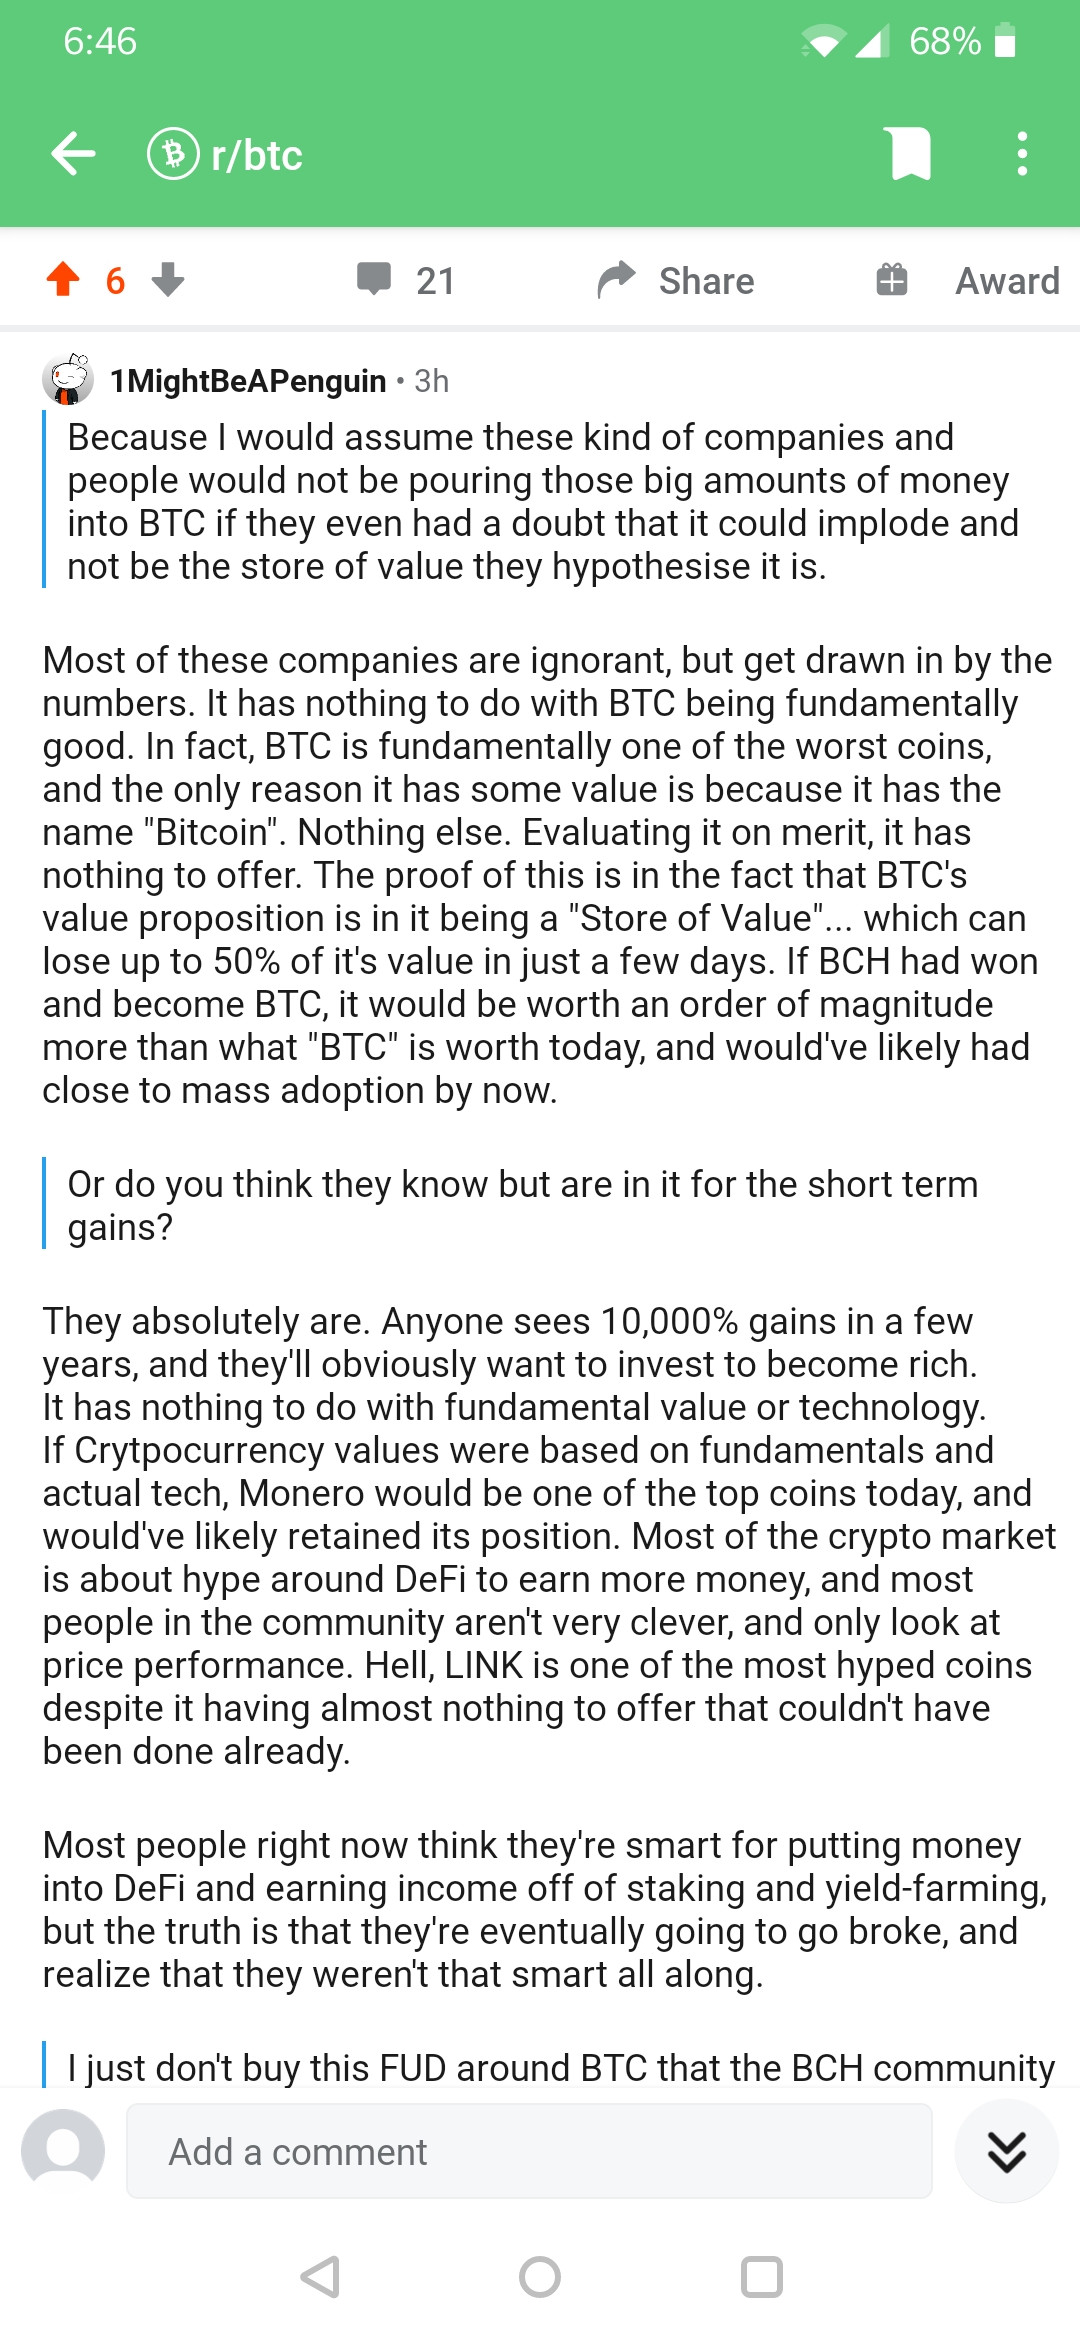 6:46
68%
r/btc
6
21
Share
Award
1MightBeAPenguin • 3h
Because I would assume these kind of companies and
people would not be pouring those big amounts of money
into BTC if they even had a doubt that it could implode and
not be the store of value they hypothesise it is.
Most of these companies are ignorant, but get drawn in by the
numbers. It has nothing to do with BTC being fundamentally
good. In fact, BTC is fundamentally one of the worst coins,
and the only reason it has some value is because it has the
name "Bitcoin". Nothing else. Evaluating it on merit, it has
nothing to offer. The proof of this is in the fact that BTC's
value proposition is in it being a "Store of Value"... which can
lose up to 50% of it's value in just a few days. If BCH had won
and become BTC, it would be worth an order of magnitude
more than what "BTC" is worth today, and would've likely had
close to mass adoption by now.
Or do you think they know but are in it for the short term
gains?
They absolutely are. Anyone sees 10,000% gains in a few
years, and they'll obviously want to invest to become rich.
It has nothing to do with fundamental value or technology.
If Crytpocurrency values were based on fundamentals and
actual tech, Monero would be one of the top coins today, and
would've likely retained its position. Most of the crypto market
is about hype around DeFi to earn more money, and most
people in the community aren't very clever, and only look at
price performance. Hell, LINK is one of the most hyped coins
despite it having almost nothing to offer that couldn't have
been done already.
Most people right now think they're smart for putting money
into DeFi and earning income off of staking and yield-farming,
but the truth is that they're eventually going to go broke, and
realize that they weren't that smart all along.
I just don't buy this FUD around BTC that the BCH community
Add a comment